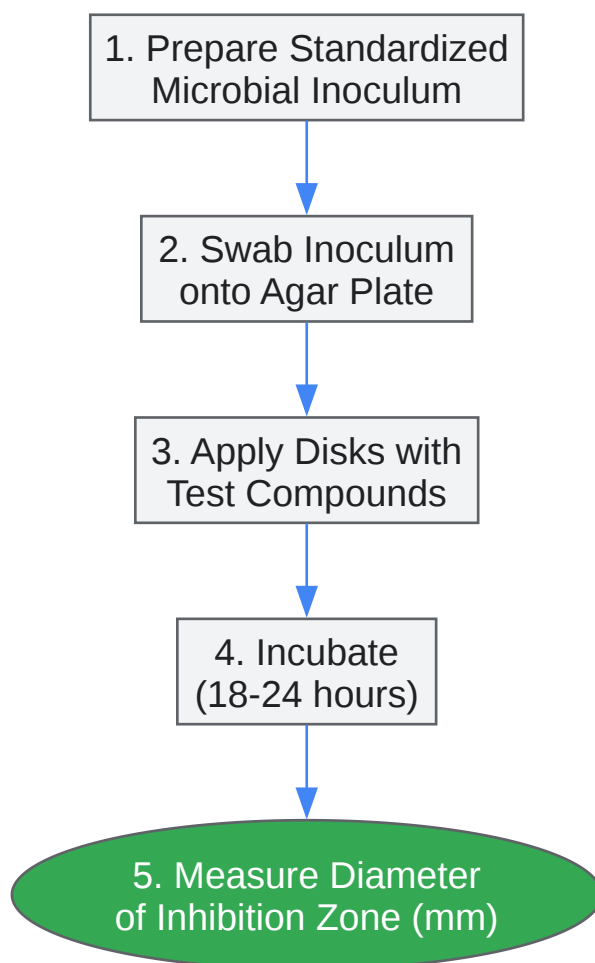 1. Prepare Standardized
Microbial Inoculum
2. Swab Inoculum
onto Agar Plate
3. Apply Disks with
Test Compounds
4. Incubate
(18-24 hours)
5. Measure Diameter
of Inhibition Zone (mm)